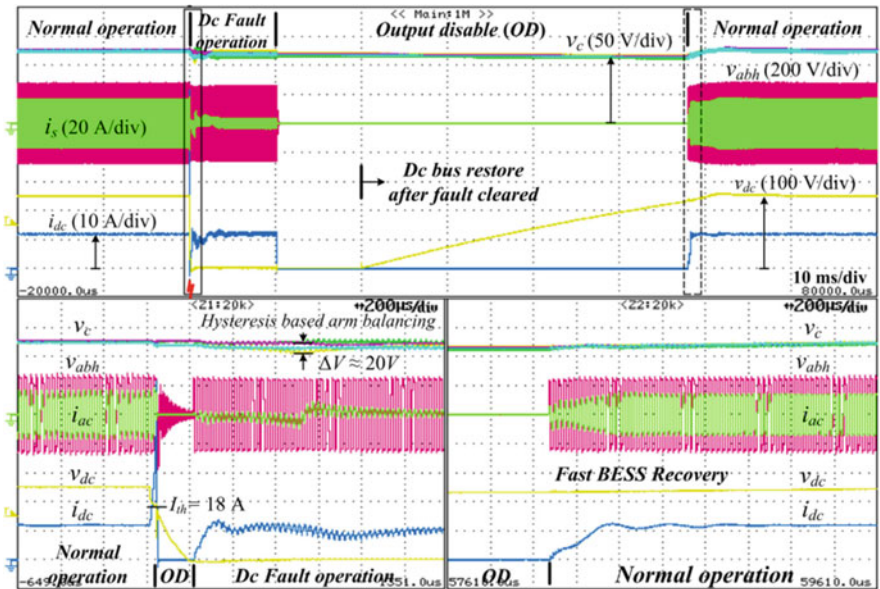 << Main:1M >>
Normal operation
Dc Fault operation
Output disable (OD)
v_c (50 V/div)
v_abh (200 V/div)
i_s (20 A/div)
Dc bus restore
after fault cleared
v_dc (100 V/div)
i_dc (10 A/div)
Normal operation
10 ms/div
-20000.0us
80000.0us
<Z1:20k>
↔200μs/div
Hysteresis based arm balancing
v_c
ΔV ≈ 20V
v_abh
i_ac
v_dc
I_th= 18 A
i_dc
Normal
operation
OD
Dc Fault operation
1351.0us
<Z2:20k>
↔200μs/div
v_c
v_abh
i_ac
Fast BESS Recovery
v_dc
i_dc
57610.0us
OD
Normal operation
59610.0us